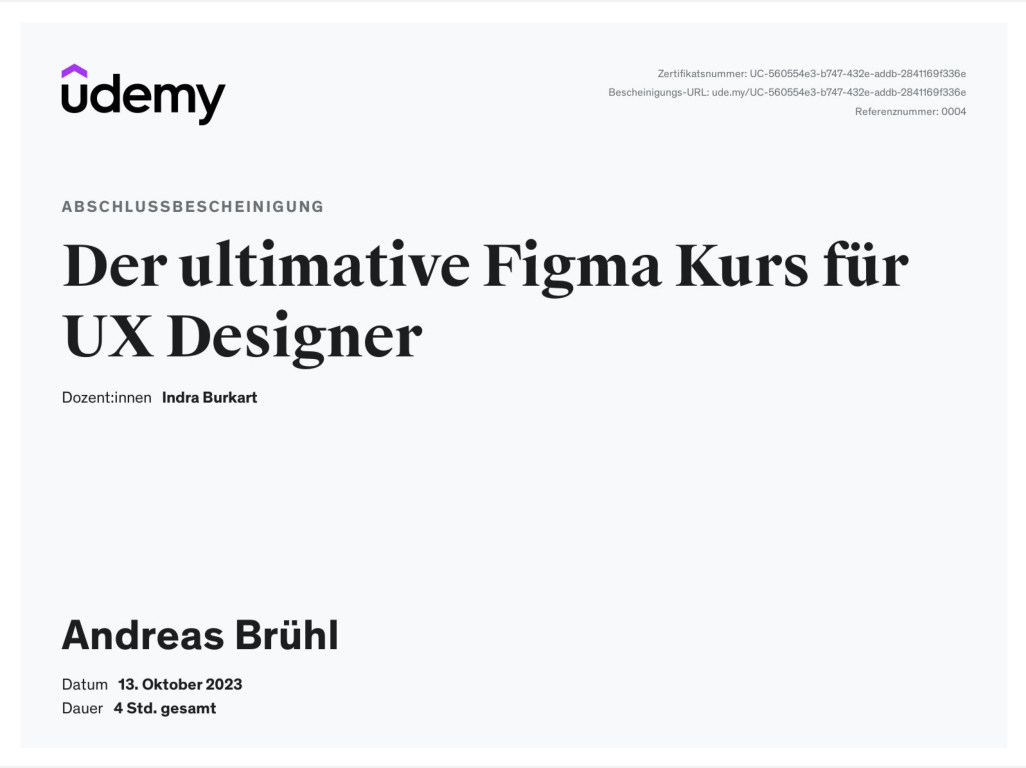 ûdemy
Zertifikatsnummer: UC-560554e3-b747-432e-addb-2841169f336e
Bescheinigungs-URL: ude.my/UC-560554e3-b747-432e-addb-2841169f336e
Referenznummer: 0004
ABSCHLUSSBESCHEINIGUNG
Der ultimative Figma Kurs für
UX Designer
Dozent:innen Indra Burkart
Andreas Brühl
Datum 13. Oktober 2023
Dauer 4 Std. gesamt